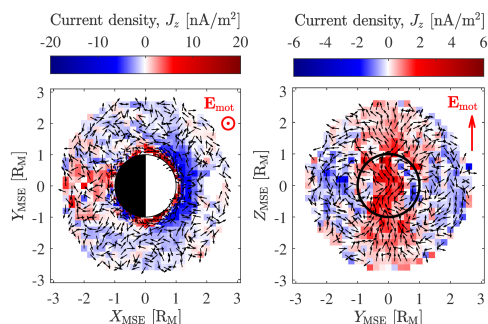 Current density, J_z [nA/m²]
-20 -10 0 10 20
E_mot
3
2
1
0
-1
-2
-3
Y_MSE [R_M]
-3 -2 -1 0 1 2 3
X_MSE [R_M]
Current density, J_z [nA/m²]
-6 -4 -2 0 2 4 6
E_mot
3
2
1
0
-1
-2
-3
Z_MSE [R_M]
-3 -2 -1 0 1 2 3
Y_MSE [R_M]